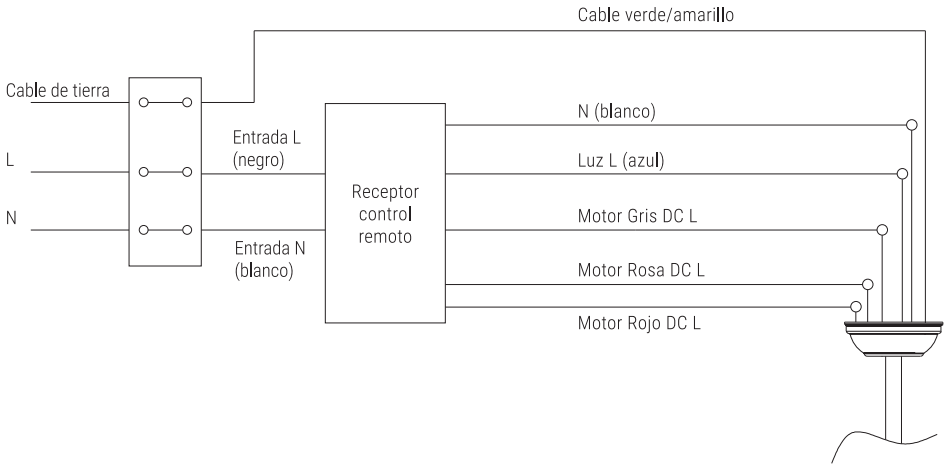 Cable verde/amarillo
Cable de tierra
L
N
Entrada L
(negro)
Entrada N
(blanco)
Receptor
control
remoto
N (blanco)
Luz L (azul)
Motor Gris DC L
Motor Rosa DC L
Motor Rojo DC L